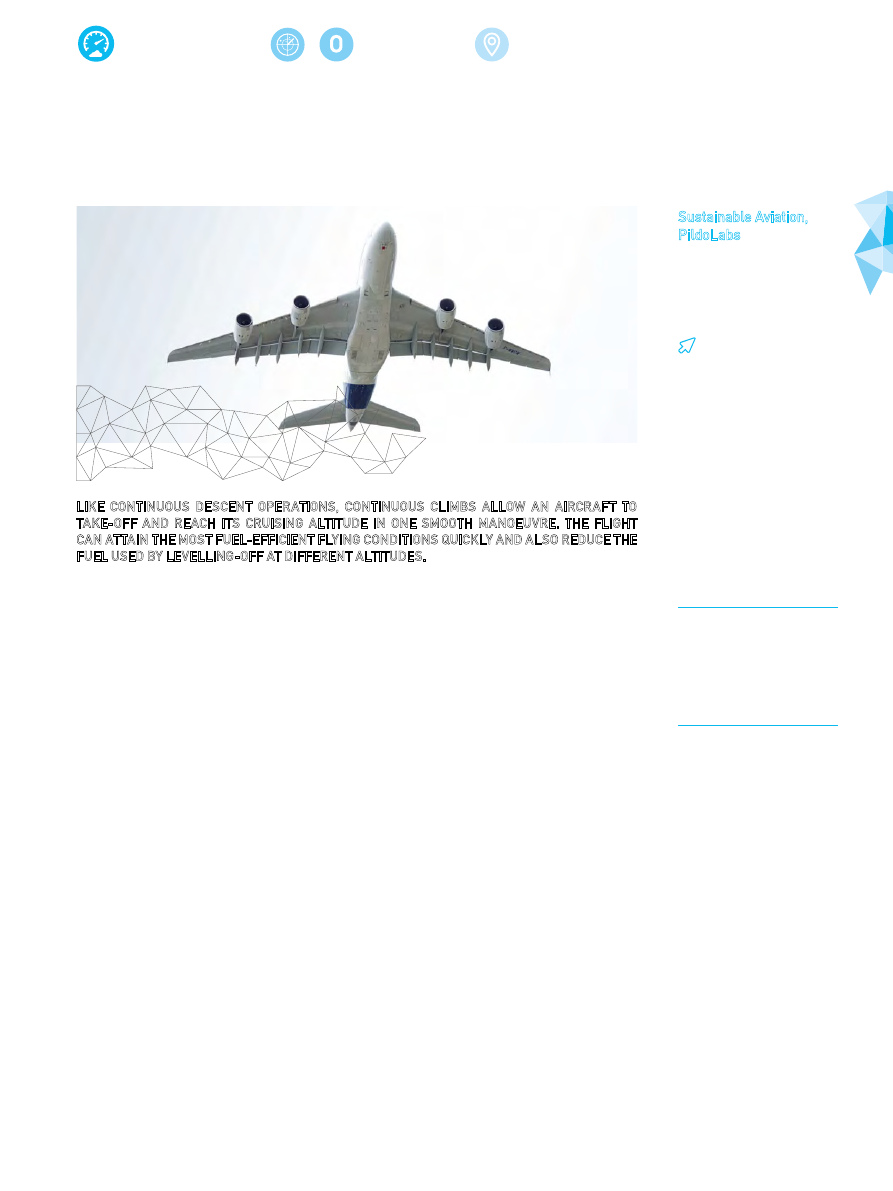 0
Sustainable Aviation,
PildoLabs
LIKE CONTINUOUS DESCENT OPERATIONS, CONTINUOUS CLIMBS ALLOW AN AIRCRAFT TO
TAKE-OFF AND REACH ITS CRUISING ALTITUDE IN ONE SMOOTH MANOEUVRE. THE FLIGHT
CAN ATTAIN THE MOST FUEL-EFFICIENT FLYING CONDITIONS QUICKLY AND ALSO REDUCE THE
FUEL USED BY LEVELLING-OFF AT DIFFERENT ALTITUDES.